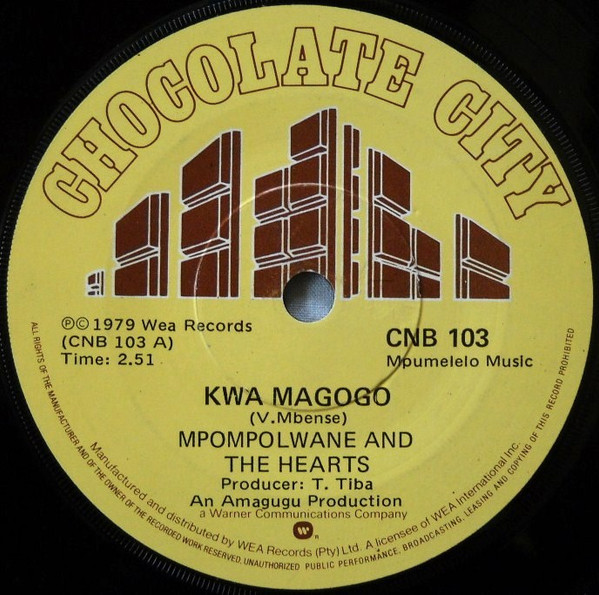 CHOCOLATE CITY
℗© 1979 Wea Records
(CNB 103 A)
Time: 2.51
CNB 103
Mpumelelo Music
KWA MAGOGO
(V.Mbense)
MPOMPOLWANE AND
THE HEARTS
Producer: T. Tiba
An Amagugu Production
a Warner Communications Company
Manufactured and distributed by WEA Records (Pty) Ltd. A licensee of WEA International Inc.
ALL RIGHTS OF THE MANUFACTURER AND OF THE OWNER OF THE RECORDED WORK RESERVED, UNAUTHORIZED PUBLIC PERFORMANCE, BROADCASTING, LEASING AND COPYING OF THIS RECORD PROHIBITED